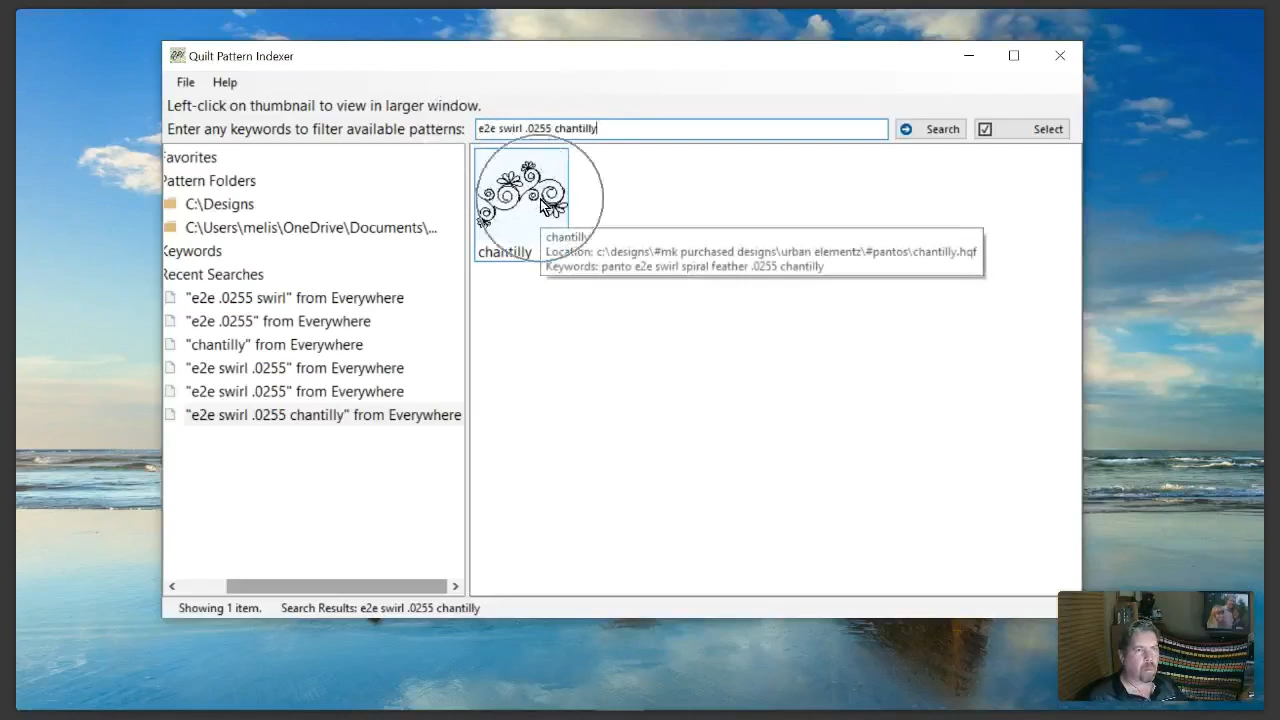 Quilt Pattern Indexer
File Help
Left-click on thumbnail to view in larger window.
Enter any keywords to filter available patterns: e2e swirl .0255 chantilly Search Select
Favorites
Pattern Folders
C:\Designs
C:\Users\melis\OneDrive\Documents\...
Keywords
Recent Searches
"e2e .0255 swirl" from Everywhere
"e2e .0255" from Everywhere
"chantilly" from Everywhere
"e2e swirl .0255" from Everywhere
"e2e swirl .0255" from Everywhere
"e2e swirl .0255 chantilly" from Everywhere
chantilly
chantilly
Location: c:\designs\#mk purchased designs\urban elementz\#pantos\chantilly.hqf
Keywords: panto e2e swirl spiral feather .0255 chantilly
Showing 1 item. Search Results: e2e swirl .0255 chantilly